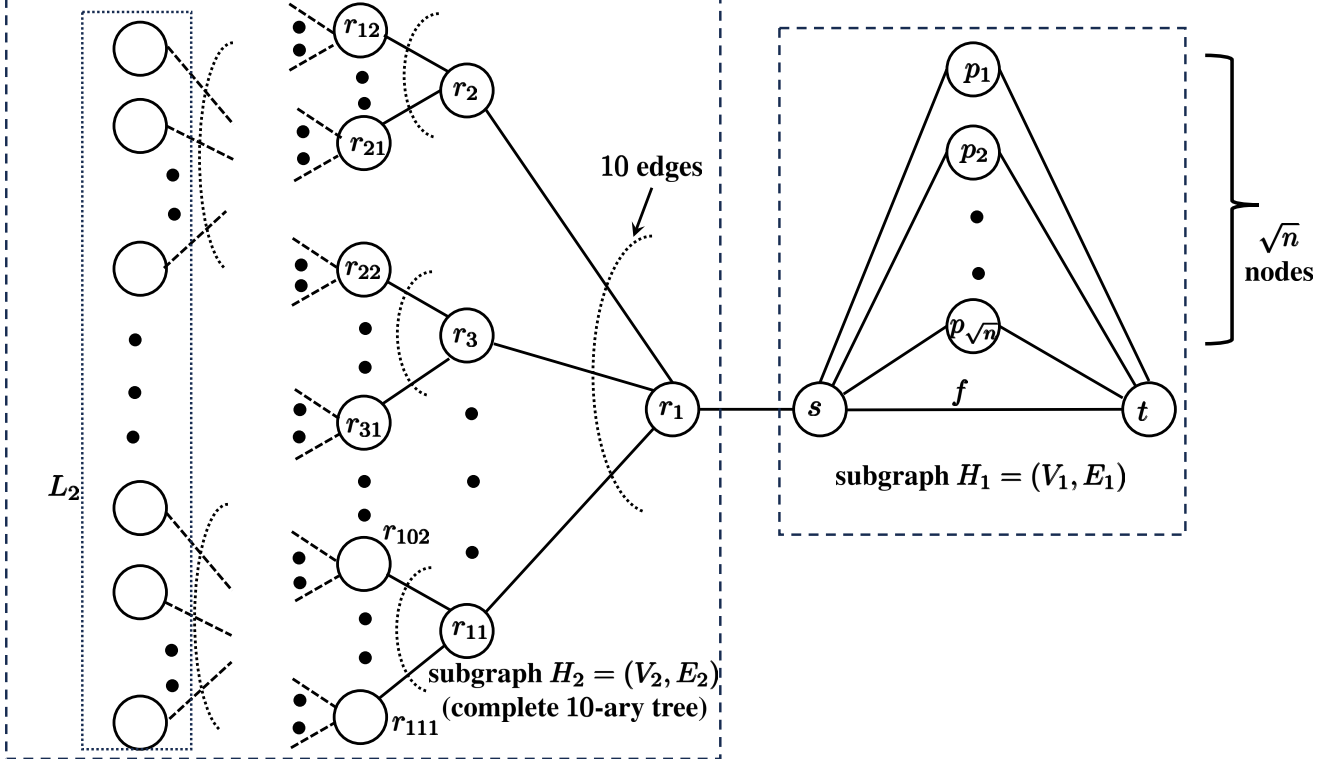 r₁₂
r₂
r₂₁
10 edges
r₂₂
r₃
r₃₁
r₁
L₂
r₁₀₂
r₁₁
r₁₁₁
subgraph H₂ = (V₂, E₂)
(complete 10-ary tree)
p₁
p₂
p_√n
s
f
t
subgraph H₁ = (V₁, E₁)
√n
nodes